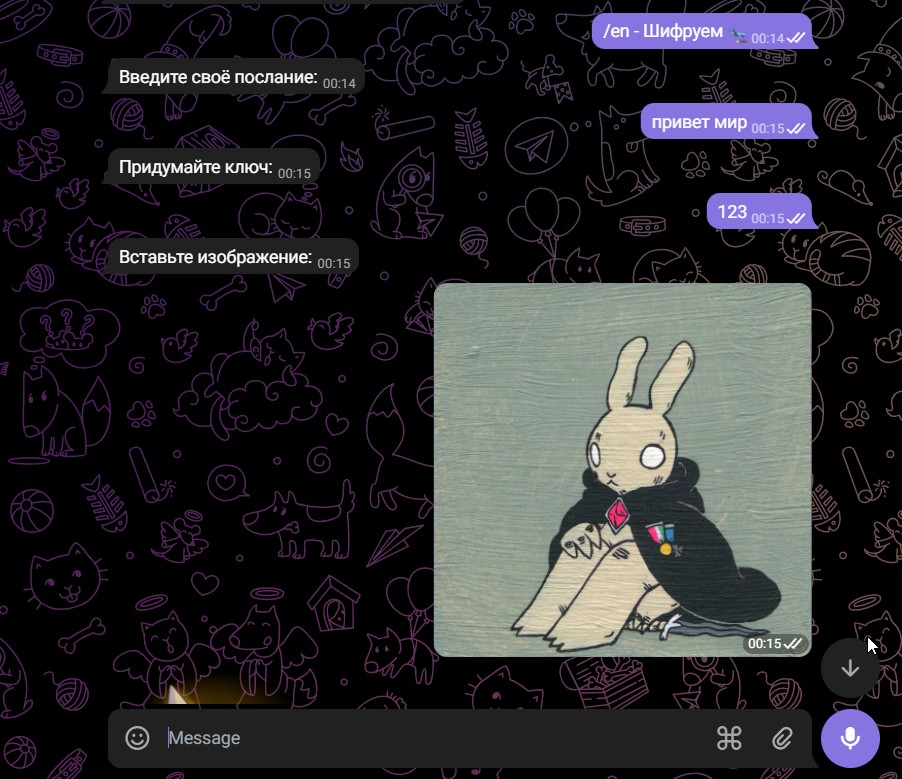 /en - Шифруем 00:14
Введите своё послание: 00:14
привет мир 00:15
Придумайте ключ: 00:15
123 00:15
Вставьте изображение: 00:15
00:15
Message